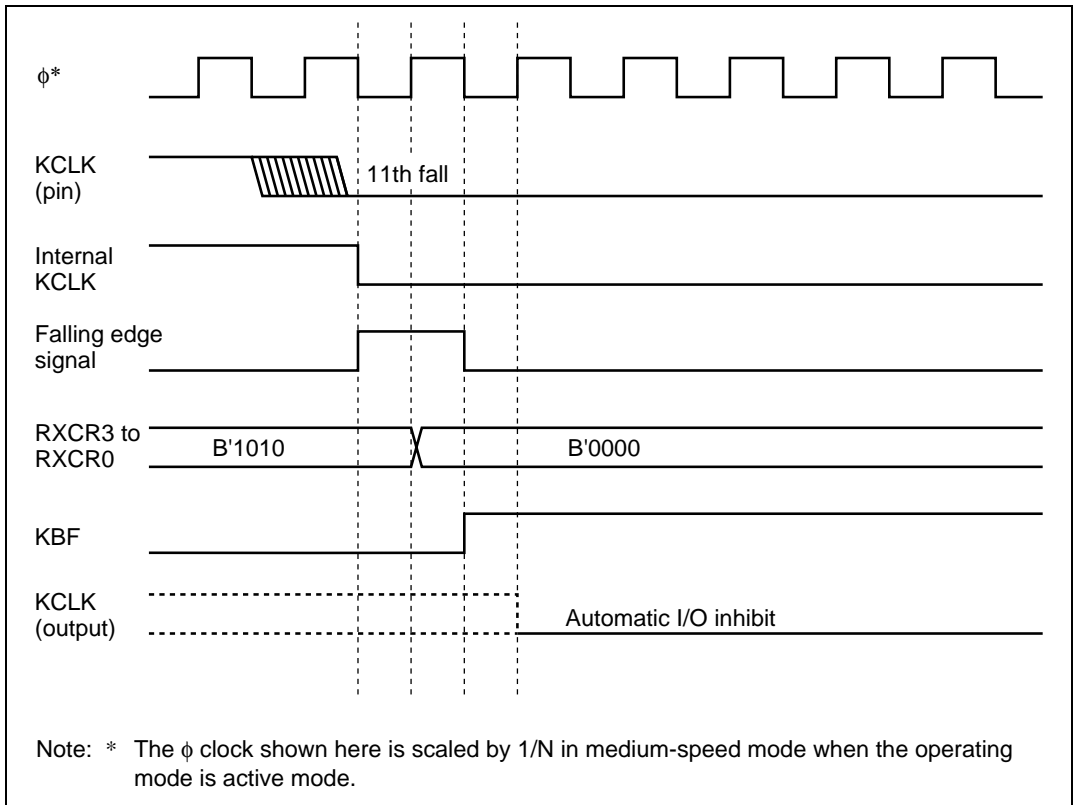 ϕ*
KCLK
(pin)
11th fall
Internal
KCLK
Falling edge
signal
RXCR3 to
RXCR0
B'1010
B'0000
KBF
KCLK
(output)
Automatic I/O inhibit
Note: * The ϕ clock shown here is scaled by 1/N in medium-speed mode when the operating
mode is active mode.